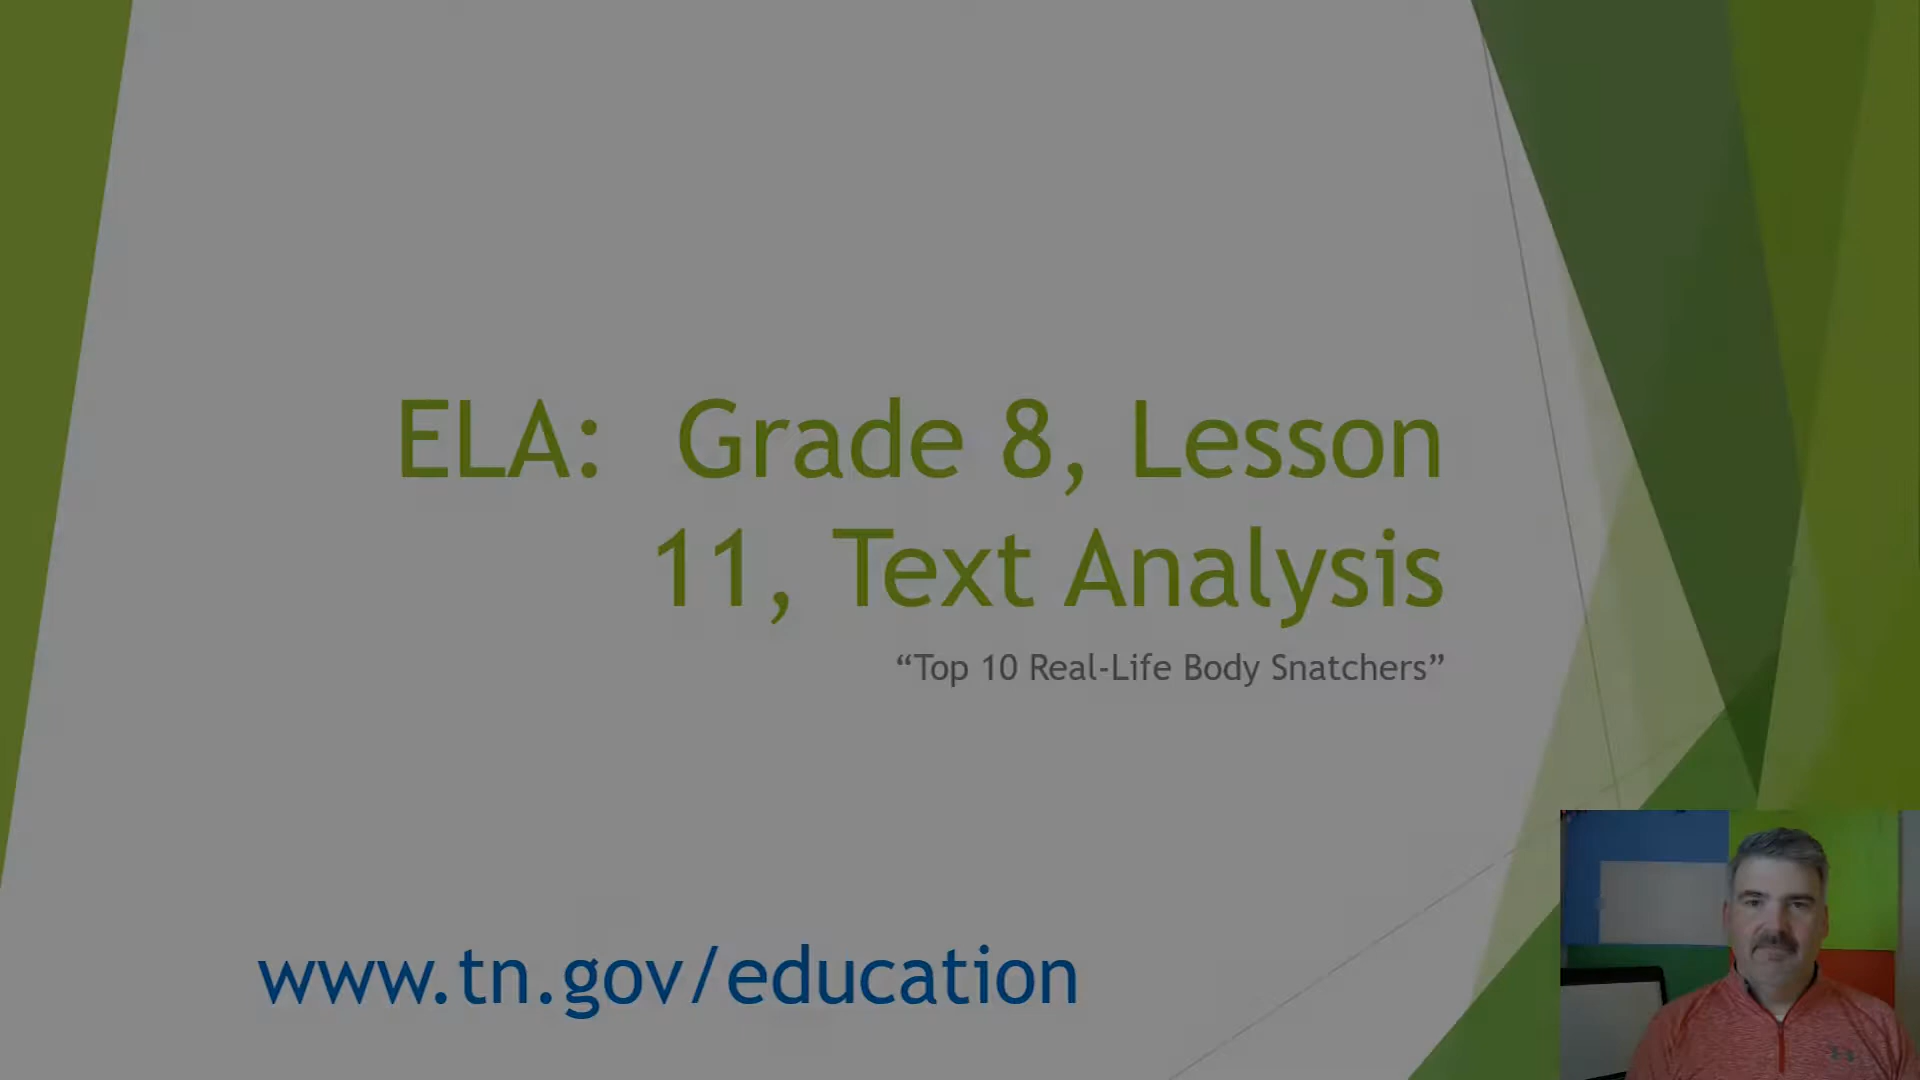 ELA:  Grade 8, Lesson
11, Text Analysis
“Top 10 Real-Life Body Snatchers”
www.tn.gov/education